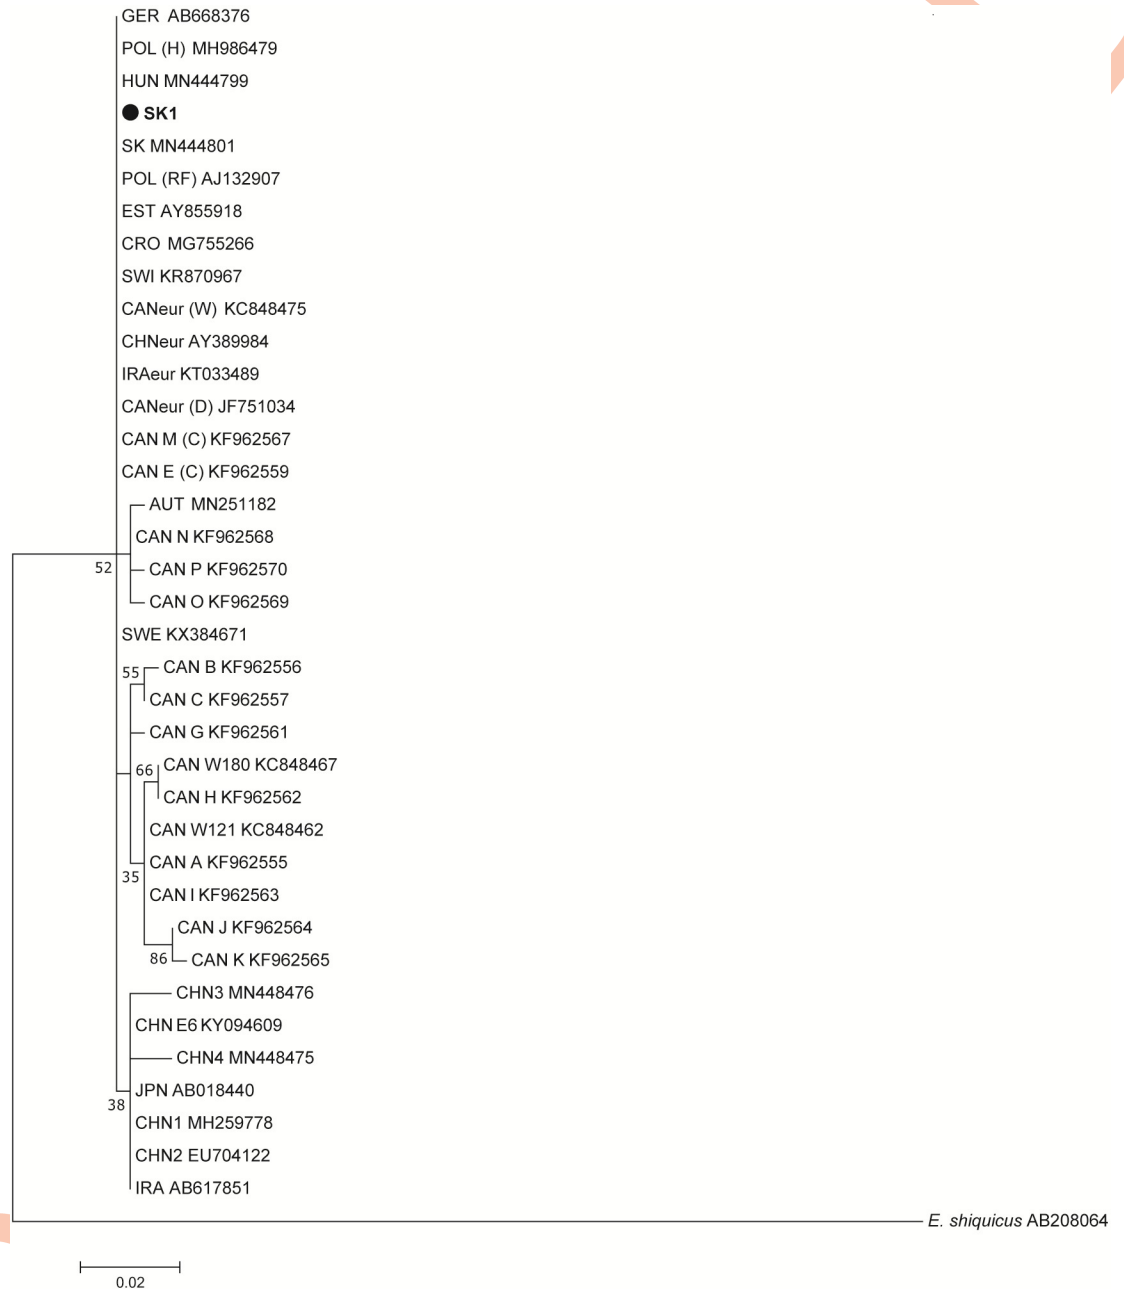 GER AB668376
POL (H) MH986479
HUN MN444799
SK1
SK MN444801
POL (RF) AJ132907
EST AY855918
CRO MG755266
SWI KR870967
CANeur (W) KC848475
CHNeur AY389984
IRAeur KT033489
CANeur (D) JF751034
CAN M (C) KF962567
CAN E (C) KF962559
AUT MN251182
CAN N KF962568
52
CAN P KF962570
CAN O KF962569
SWE KX384671
55
CAN B KF962556
CAN C KF962557
CAN G KF962561
66
CAN W180 KC848467
CAN H KF962562
CAN W121 KC848462
CAN A KF962555
35
CAN I KF962563
CAN J KF962564
86
CAN K KF962565
CHN3 MN448476
CHN E6 KY094609
CHN4 MN448475
JPN AB018440
38
CHN1 MH259778
CHN2 EU704122
IRA AB617851
E. shiquicus AB208064
0.02